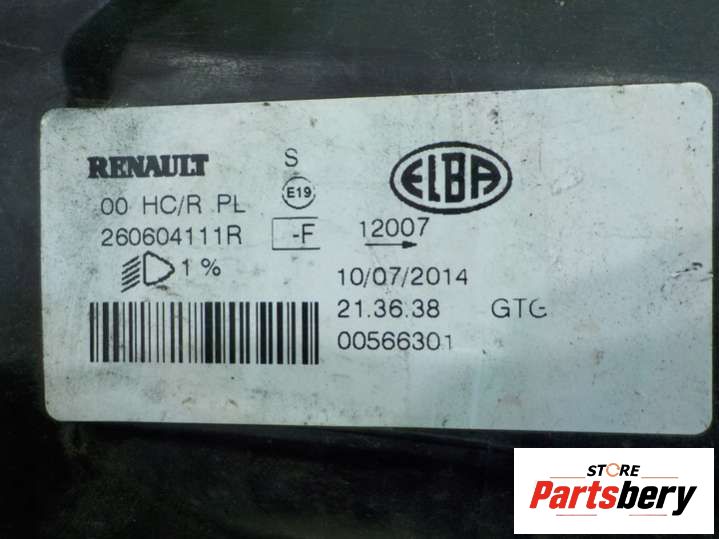 RENAULT S ELBA
00 HC/R PL E19
260604111R -F 12007
1 % 10/07/2014
21.36.38 GTG
00566301
STORE
Partsbery